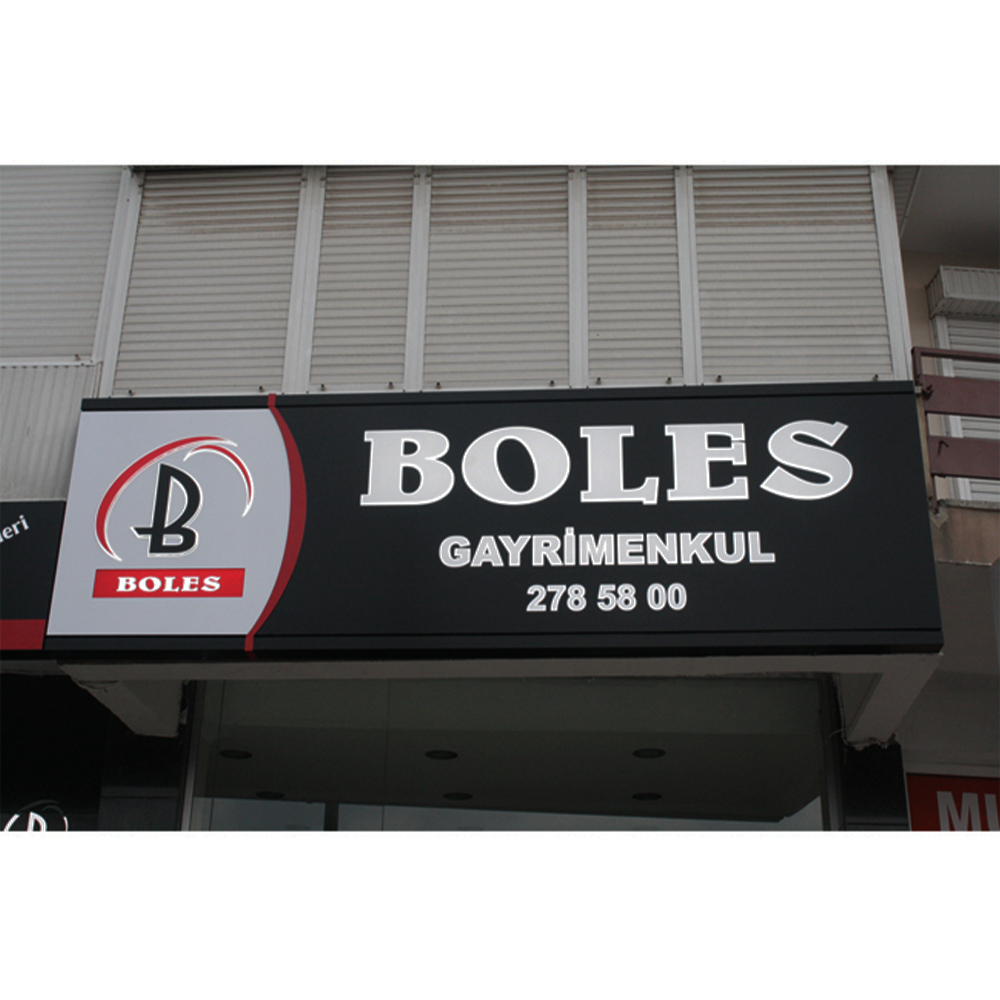 BOLES
GAYRİMENKUL
278 58 00
B
BOLES